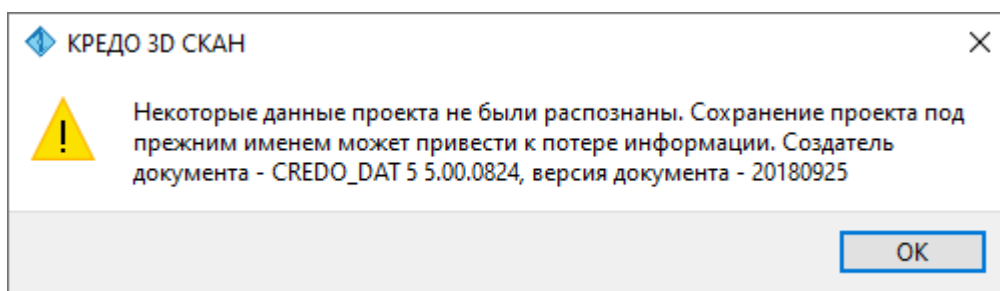 КРЕДО 3D СКАН
Некоторые данные проекта не были распознаны. Сохранение проекта под
прежним именем может привести к потере информации. Создатель
документа - CREDO_DAT 5 5.00.0824, версия документа - 20180925
OK